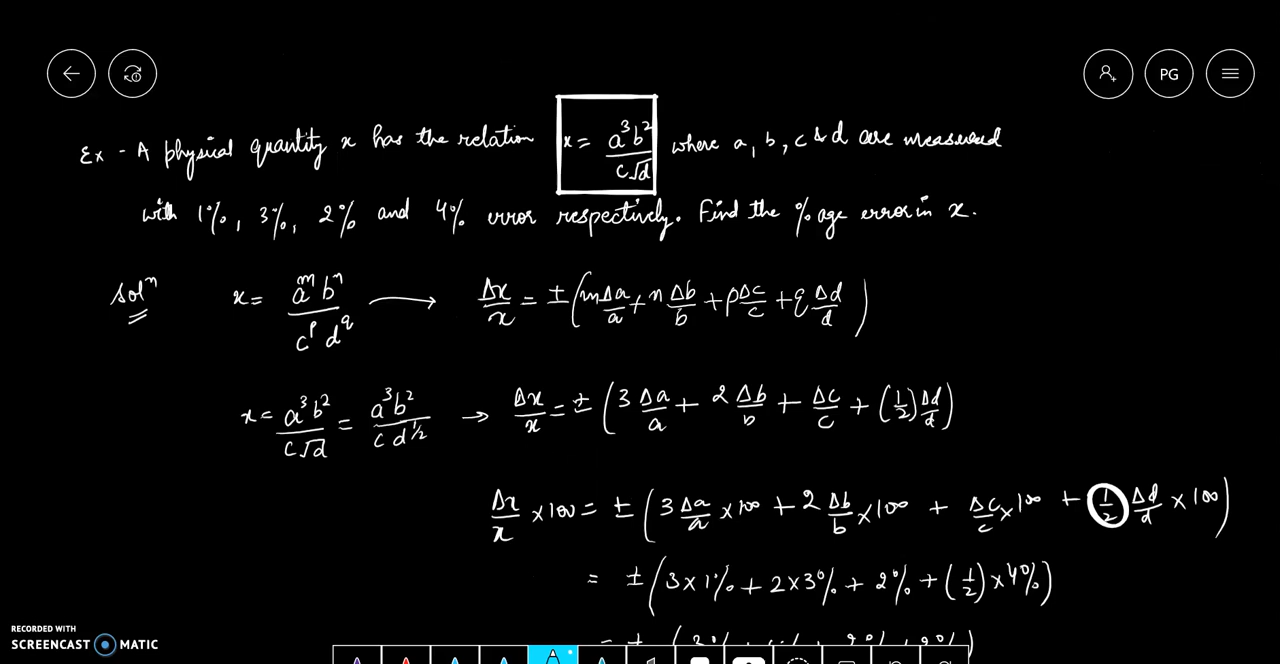 PG
Ex - A physical quantity x has the relation x = a³b²/c√d where a, b, c & d are measured
with 1%, 3%, 2% and 4% error respectively. Find the %age error in x.
Solⁿ x = aᵐbⁿ/cᵖd^q → Δx/x = ±(mΔa/a + nΔb/b + pΔc/c + qΔd/d)
x = a³b²/c√d = a³b²/cd^½ → Δx/x = ±(3Δa/a + 2Δb/b + Δc/c + (1/2)Δd/d)
Δx/x × 100 = ±(3Δa/a × 100 + 2Δb/b × 100 + Δc/c × 100 + 1/2 Δd/d × 100)
= ±(3×1% + 2×3% + 2% + (1/2)×4%)
RECORDED WITH
SCREENCAST MATIC